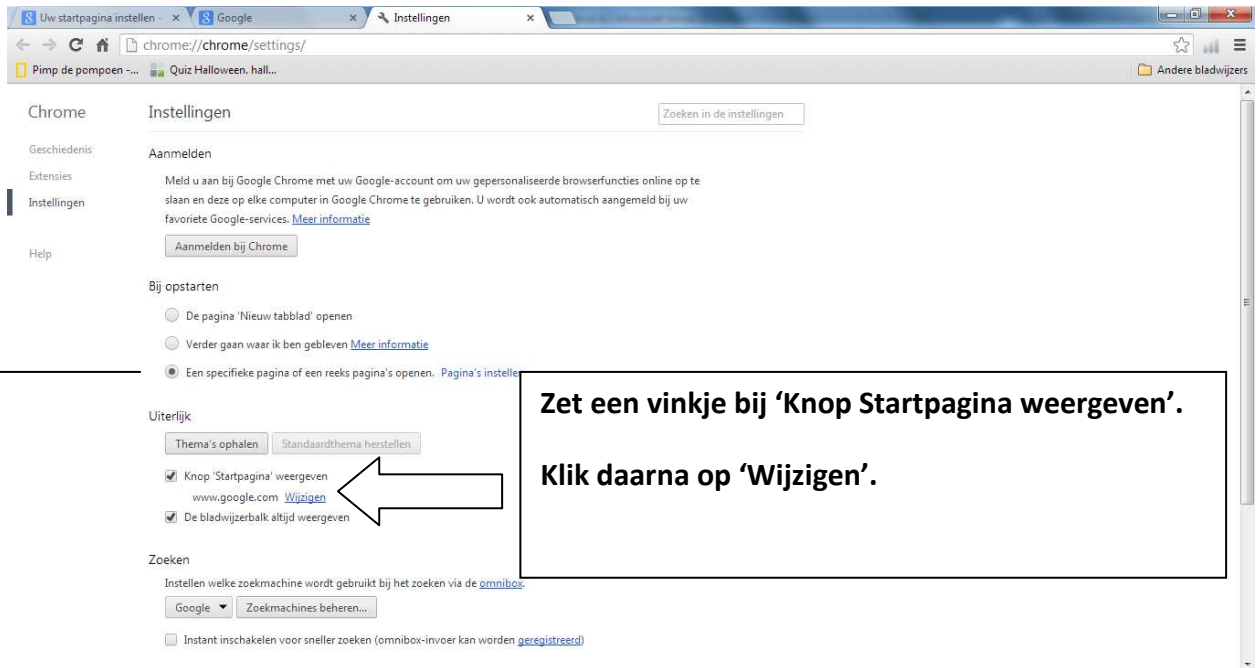 Uw startpagina instellen -
Google
Instellingen
chrome://chrome/settings/
Pimp de pompoen -...
Quiz Halloween. hall...
Andere bladwijzers
Chrome
Instellingen
Zoeken in de instellingen
Geschiedenis
Extensies
Instellingen
Help
Aanmelden
Meld u aan bij Google Chrome met uw Google-account om uw gepersonaliseerde browserfuncties online op te
slaan en deze op elke computer in Google Chrome te gebruiken. U wordt ook automatisch aangemeld bij uw
favoriete Google-services. Meer informatie
Aanmelden bij Chrome
Bij opstarten
De pagina 'Nieuw tabblad' openen
Verder gaan waar ik ben gebleven Meer informatie
Een specifieke pagina of een reeks pagina's openen. Pagina's instelle
Uiterlijk
Thema's ophalen
Standaardthema herstellen
Knop 'Startpagina' weergeven
www.google.com Wijzigen
De bladwijzerbalk altijd weergeven
Zet een vinkje bij ‘Knop Startpagina weergeven’.
Klik daarna op ‘Wijzigen’.
Zoeken
Instellen welke zoekmachine wordt gebruikt bij het zoeken via de omnibox.
Google
Zoekmachines beheren...
Instant inschakelen voor sneller zoeken (omnibox-invoer kan worden geregistreerd)